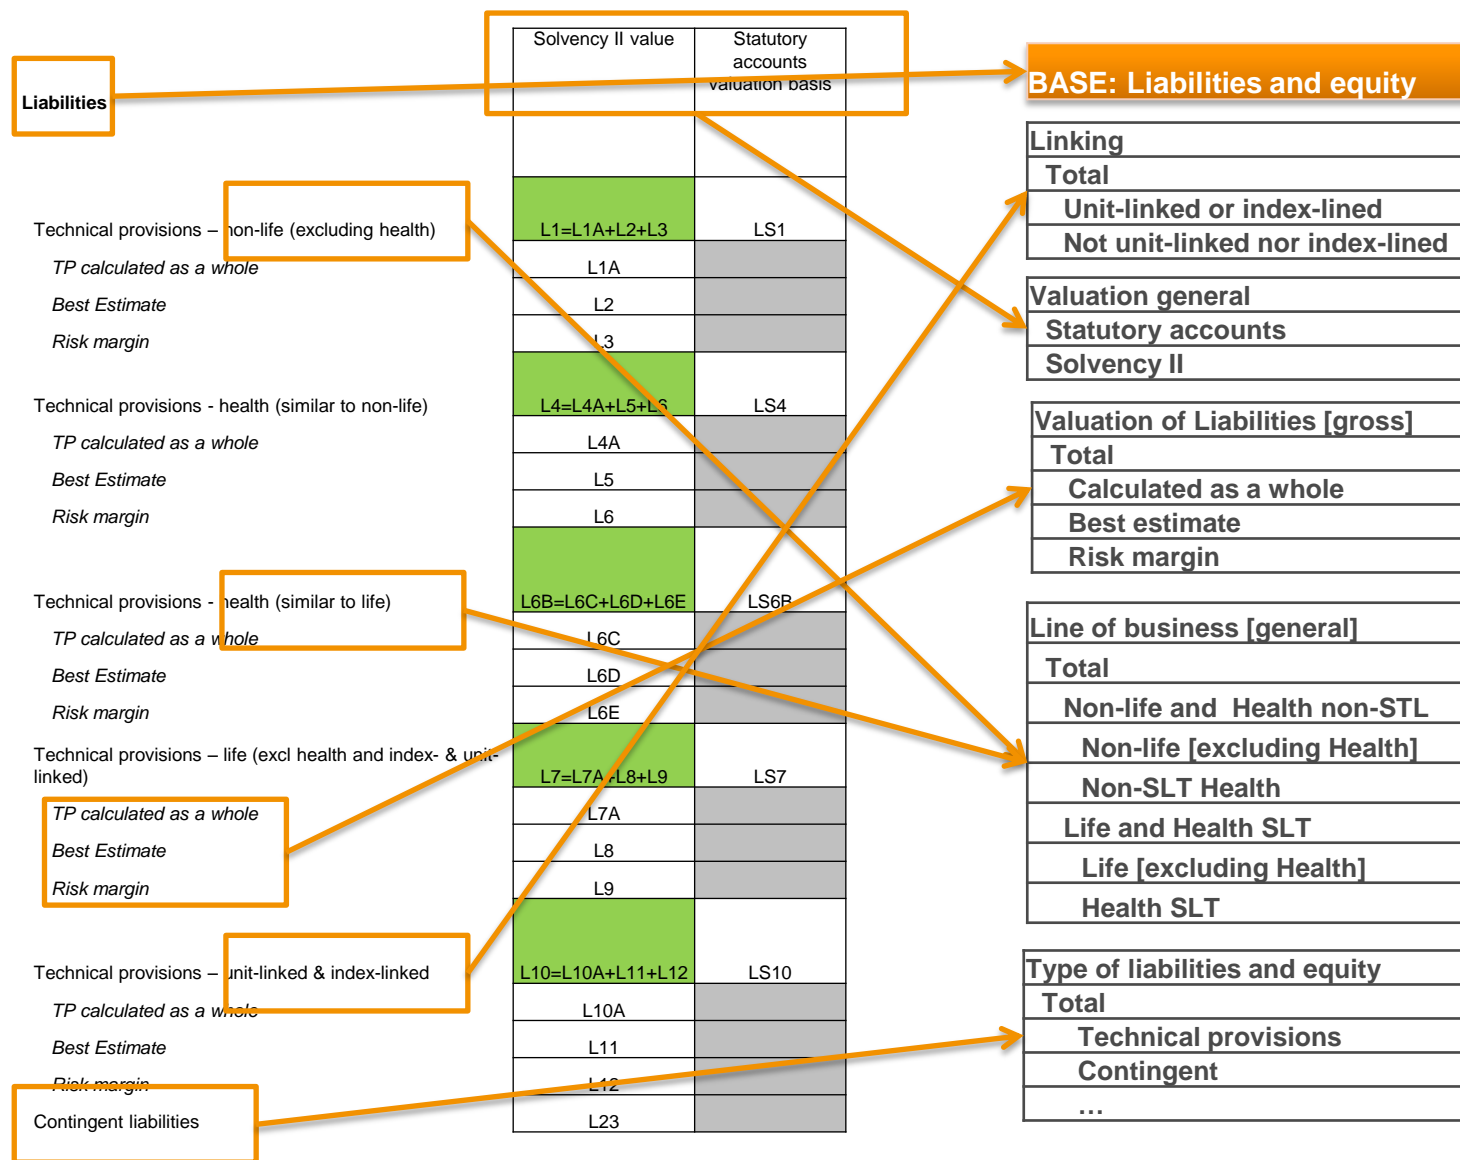 Solvency II value
Statutory
accounts
valuation basis
Liabilities
Technical provisions – non-life (excluding health)
L1=L1A+L2+L3
LS1
TP calculated as a whole
L1A
Best Estimate
L2
Risk margin
L3
Technical provisions - health (similar to non-life)
L4=L4A+L5+L6
LS4
TP calculated as a whole
L4A
Best Estimate
L5
Risk margin
L6
Technical provisions - health (similar to life)
L6B=L6C+L6D+L6E
LS6B
TP calculated as a whole
L6C
Best Estimate
L6D
Risk margin
L6E
Technical provisions – life (excl health and index- & unit-
linked)
L7=L7A+L8+L9
LS7
TP calculated as a whole
L7A
Best Estimate
L8
Risk margin
L9
Technical provisions – unit-linked & index-linked
L10=L10A+L11+L12
LS10
TP calculated as a whole
L10A
Best Estimate
L11
Risk margin
L12
Contingent liabilities
L23
BASE: Liabilities and equity
Linking
Total
Unit-linked or index-lined
Not unit-linked nor index-lined
Valuation general
Statutory accounts
Solvency II
Valuation of Liabilities [gross]
Total
Calculated as a whole
Best estimate
Risk margin
Line of business [general]
Total
Non-life and Health non-STL
Non-life [excluding Health]
Non-SLT Health
Life and Health SLT
Life [excluding Health]
Health SLT
Type of liabilities and equity
Total
Technical provisions
Contingent
…